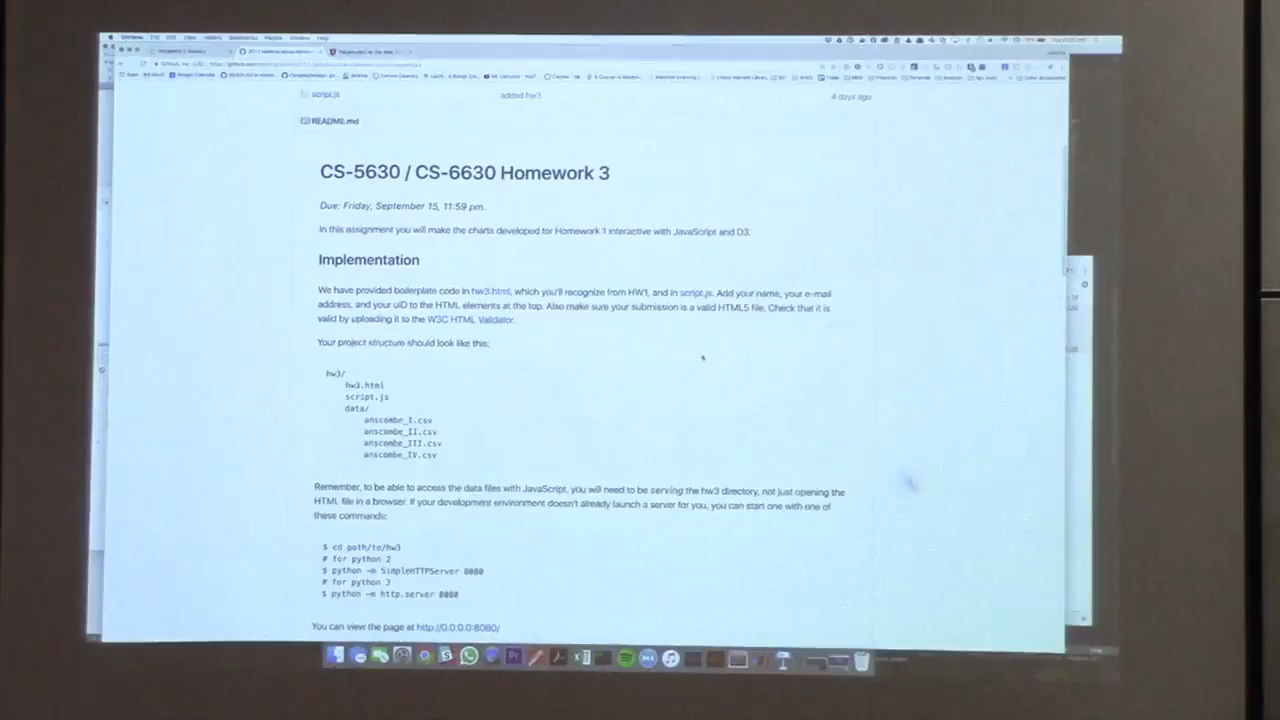 script.js
added hw3
4 days ago
README.md
CS-5630 / CS-6630 Homework 3
Due: Friday, September 15, 11:59 pm.
In this assignment you will make the charts developed for Homework 1 interactive with JavaScript and D3.
Implementation
We have provided boilerplate code in hw3.html, which you'll recognize from HW1, and in script.js. Add your name, your e-mail
address, and your uID to the HTML elements at the top. Also make sure your submission is a valid HTML5 file. Check that it is
valid by uploading it to the W3C HTML Validator.
Your project structure should look like this:
hw3/
hw3.html
script.js
data/
anscombe_I.csv
anscombe_II.csv
anscombe_III.csv
anscombe_IV.csv
Remember, to be able to access the data files with JavaScript, you will need to be serving the hw3 directory, not just opening the
HTML file in a browser. If your development environment doesn't already launch a server for you, you can start one with one of
these commands:
$ cd path/to/hw3
# for python 2
$ python -m SimpleHTTPServer 8080
# for python 3
$ python -m http.server 8080
You can view the page at http://0.0.0.0:8080/